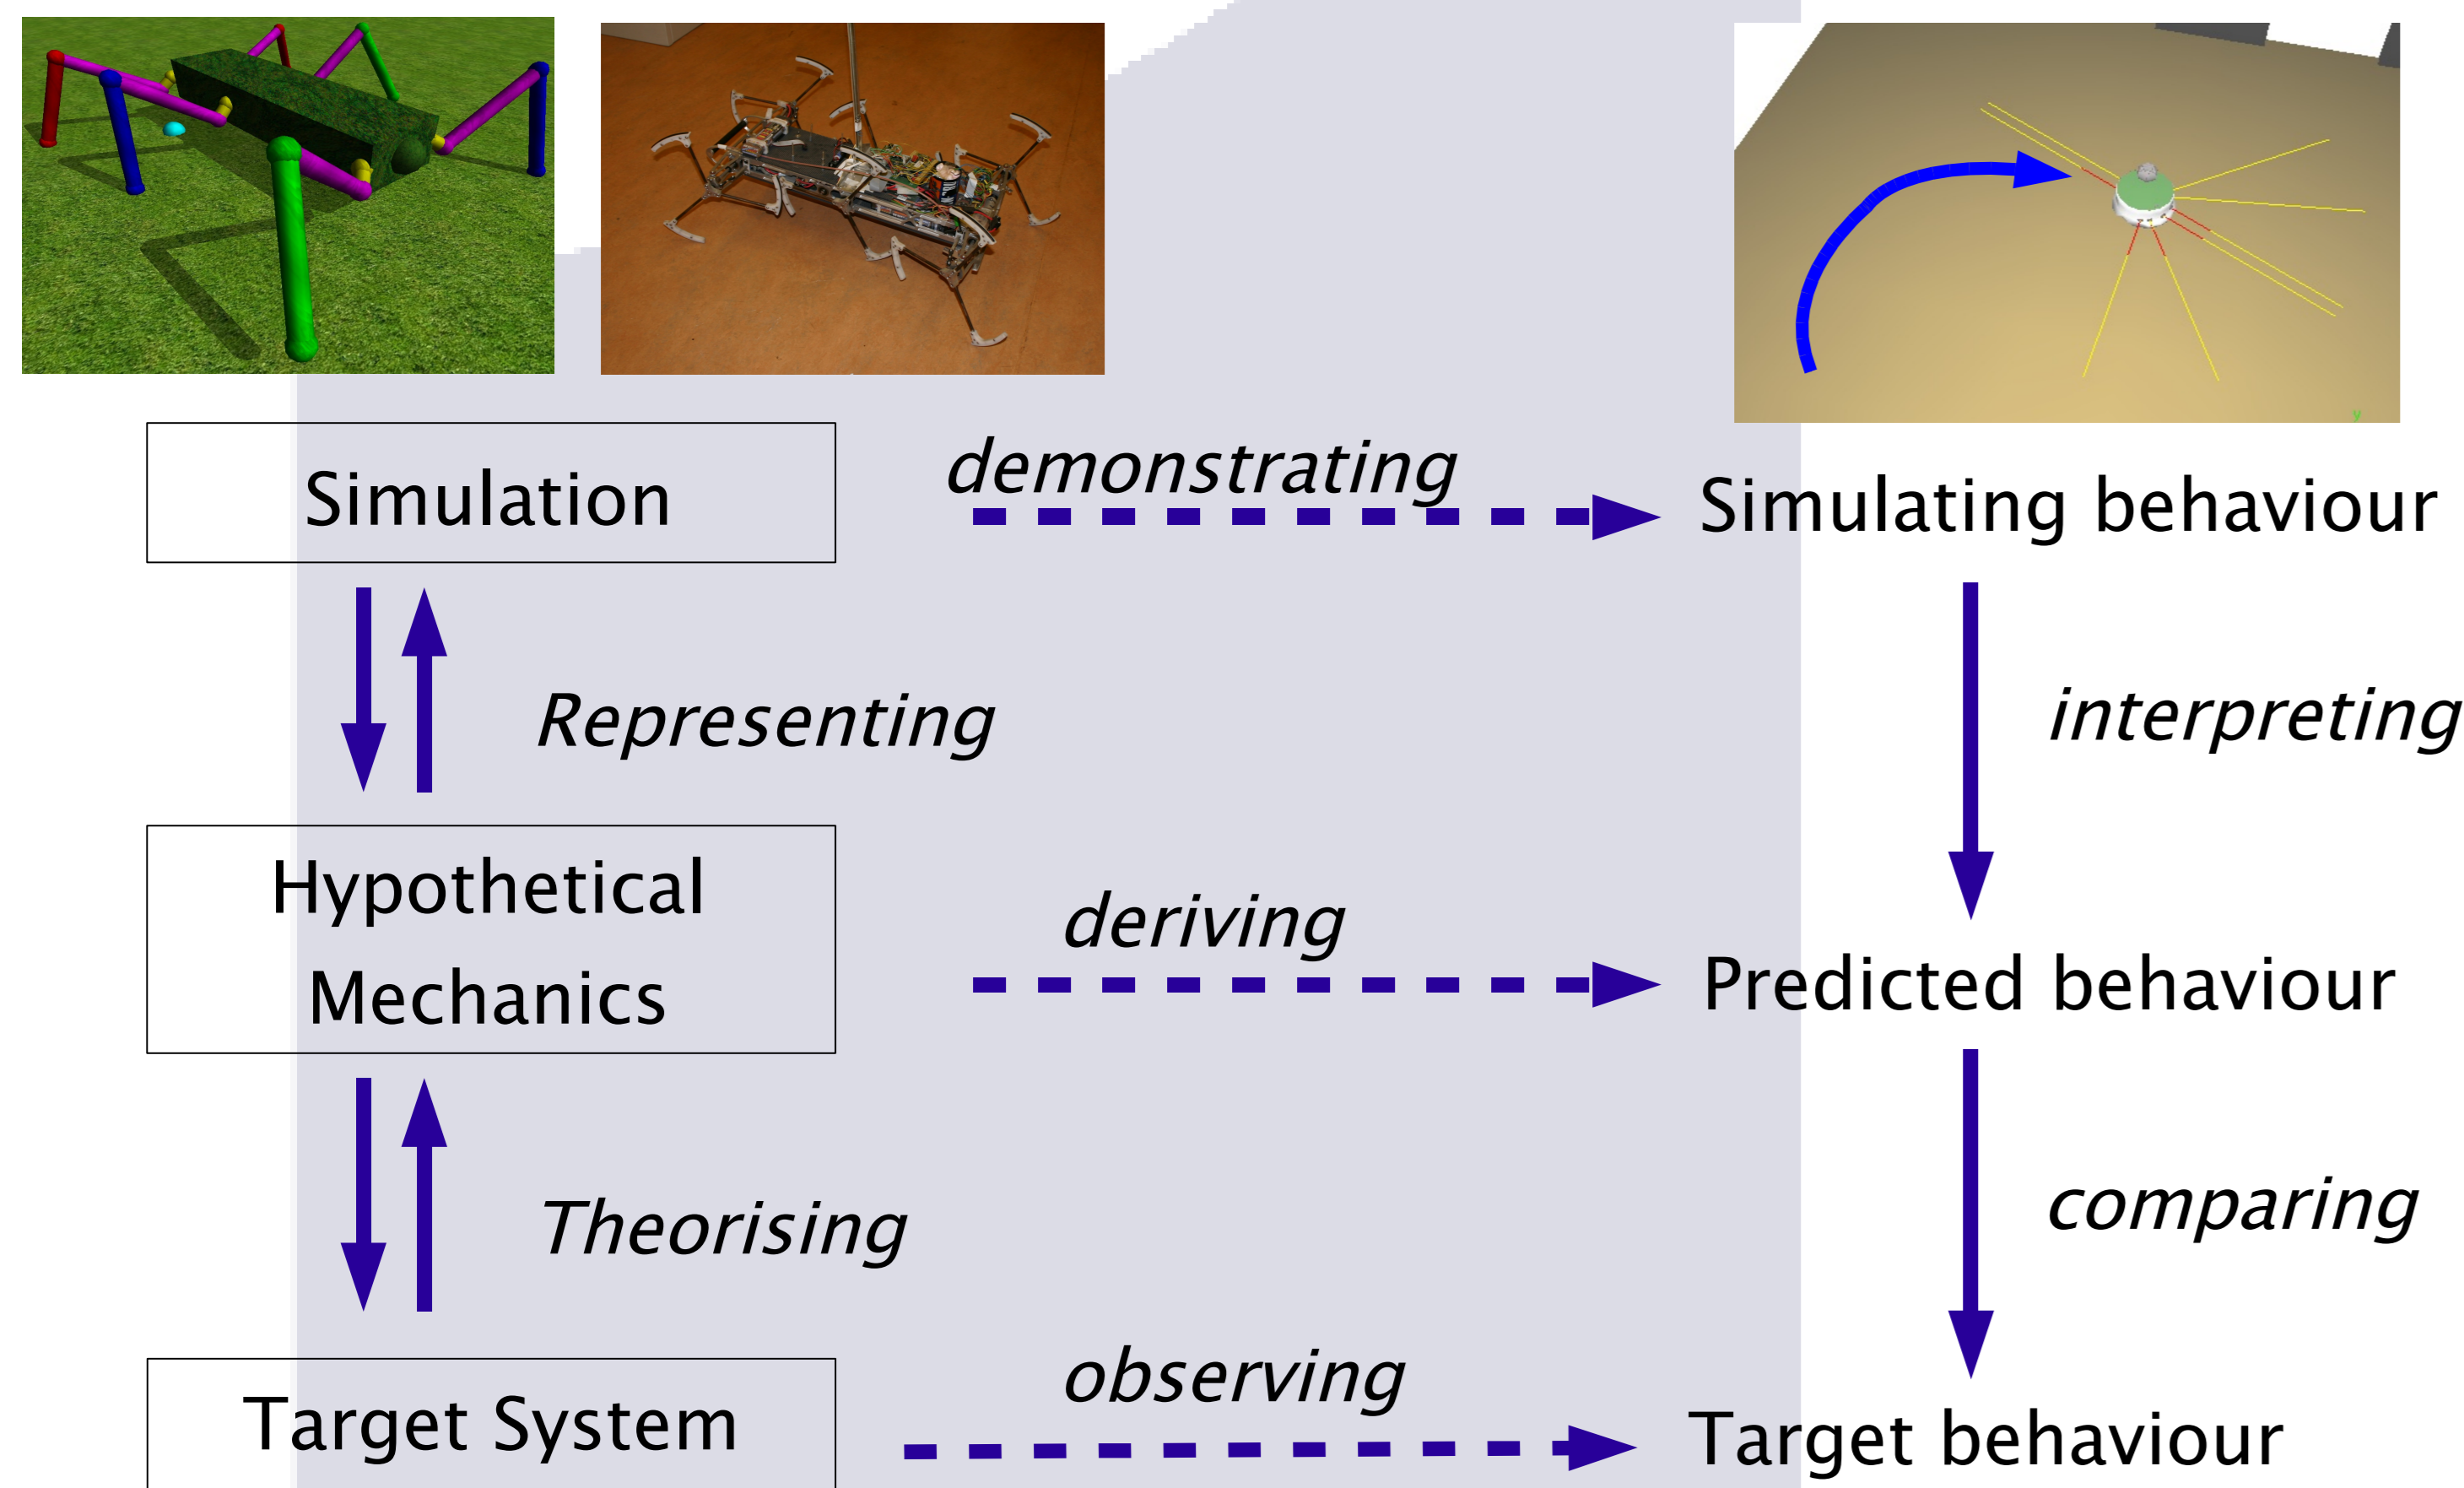 y
Simulation
demonstrating
Simulating behaviour
Representing
interpreting
Hypothetical
Mechanics
deriving
Predicted behaviour
Theorising
comparing
Target System
observing
Target behaviour